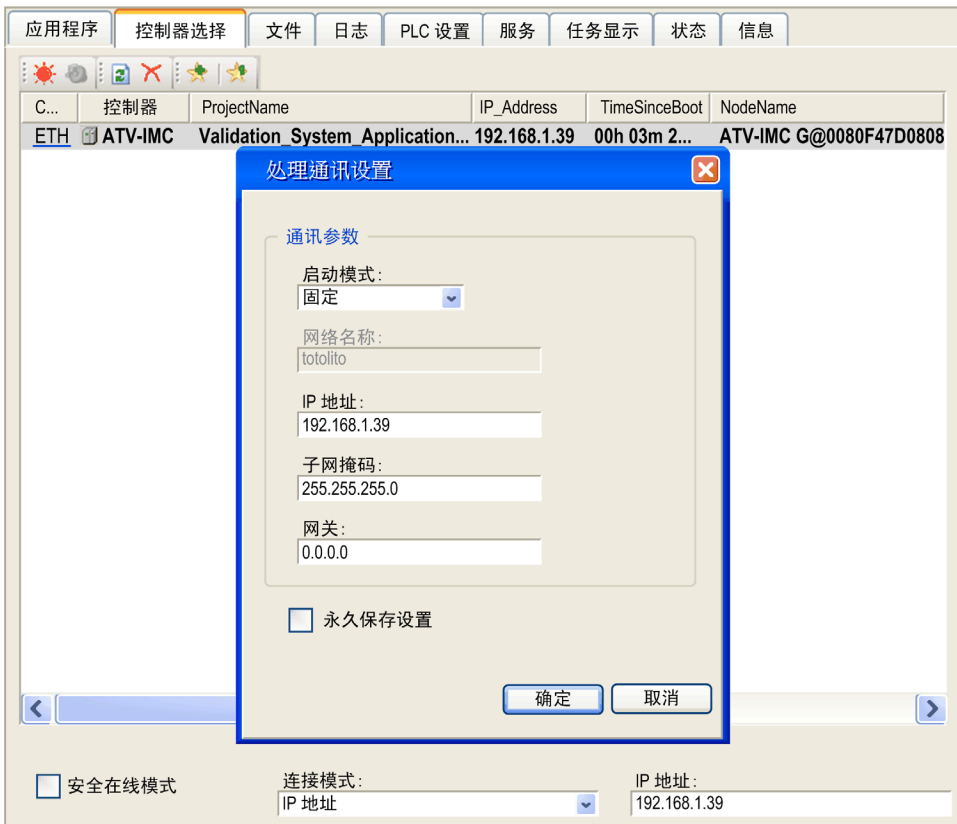 应用程序 控制器选择 文件 日志 PLC 设置 服务 任务显示 状态 信息
C... 控制器 ProjectName IP_Address TimeSinceBoot NodeName
ETH ATV-IMC Validation_System_Application... 192.168.1.39 00h 03m 2... ATV-IMC G@0080F47D0808
处理通讯设置
通讯参数
启动模式:
固定
网络名称:
totolito
IP 地址:
192.168.1.39
子网掩码:
255.255.255.0
网关:
0.0.0.0
永久保存设置
确定 取消
安全在线模式
连接模式: IP 地址:
IP 地址 192.168.1.39